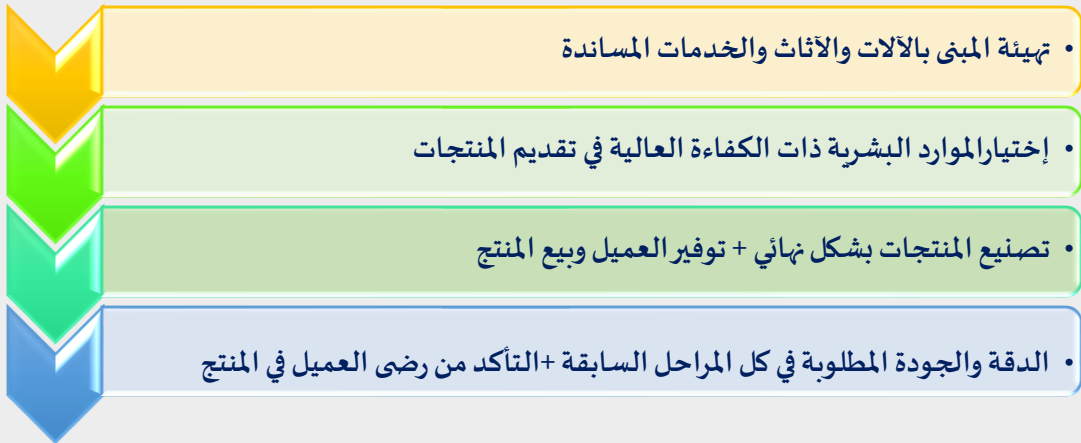 • تهيئة المبنى بالآلات والآثاث والخدمات المساندة
• إختيارالموارد البشرية ذات الكفاءة العالية في تقديم المنتجات
• تصنيع المنتجات بشكل نهائي + توفير العميل وبيع المنتج
• الدقة والجودة المطلوبة في كل المراحل السابقة +التأكد من رضى العميل في المنتج